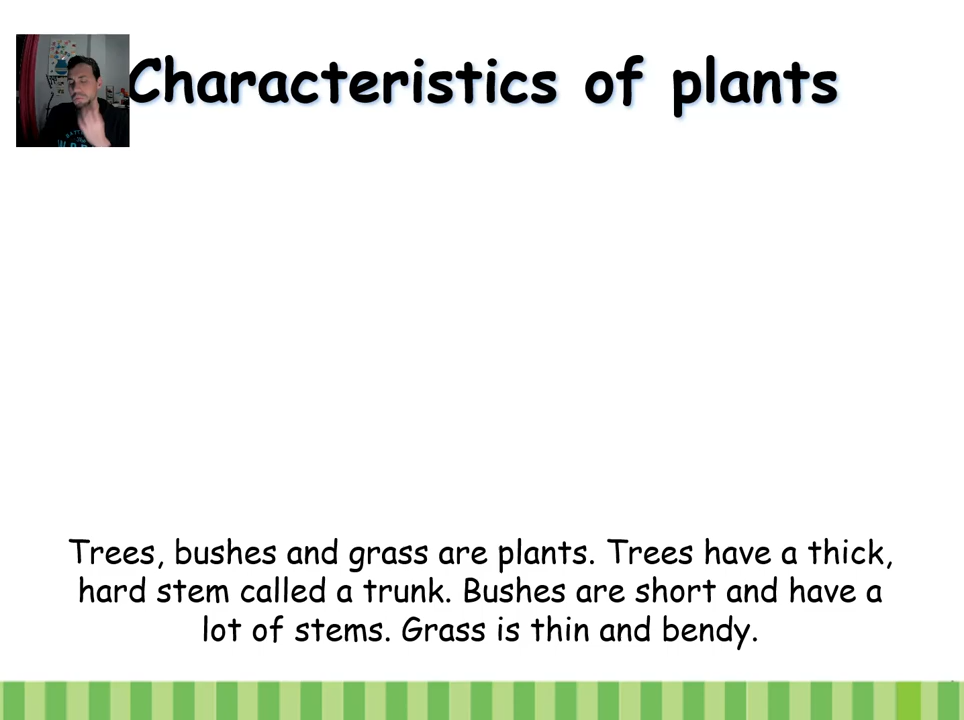 Characteristics of plants
Trees, bushes and grass are plants. Trees have a thick,
hard stem called a trunk. Bushes are short and have a
lot of stems. Grass is thin and bendy.